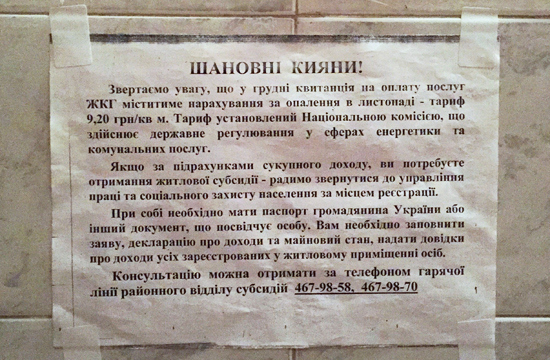 ШАНОВНІ КИЯНИ!
Звертаємо увагу, що у грудні квитанція на оплату послуг
ЖКГ міститиме нарахування за опалення в листопаді - тариф
9,20 грн/кв м. Тариф установлений Національною комісією, що
здійснює державне регулювання у сферах енергетики та
комунальних послуг.
Якщо за підрахунками сукупного доходу, ви потребуєте
отримання житлової субсидії - радимо звернутися до управління
праці та соціального захисту населення за місцем реєстрації.
При собі необхідно мати паспорт громадянина України або
інший документ, що посвідчує особу. Вам необхідно заповнити
заяву, декларацію про доходи та майновий стан, надати довідки
про доходи усіх зареєстрованих у житловому приміщенні осіб.
Консультацію можна отримати за телефоном гарячої
лінії районного відділу субсидій 467-98-58, 467-98-70